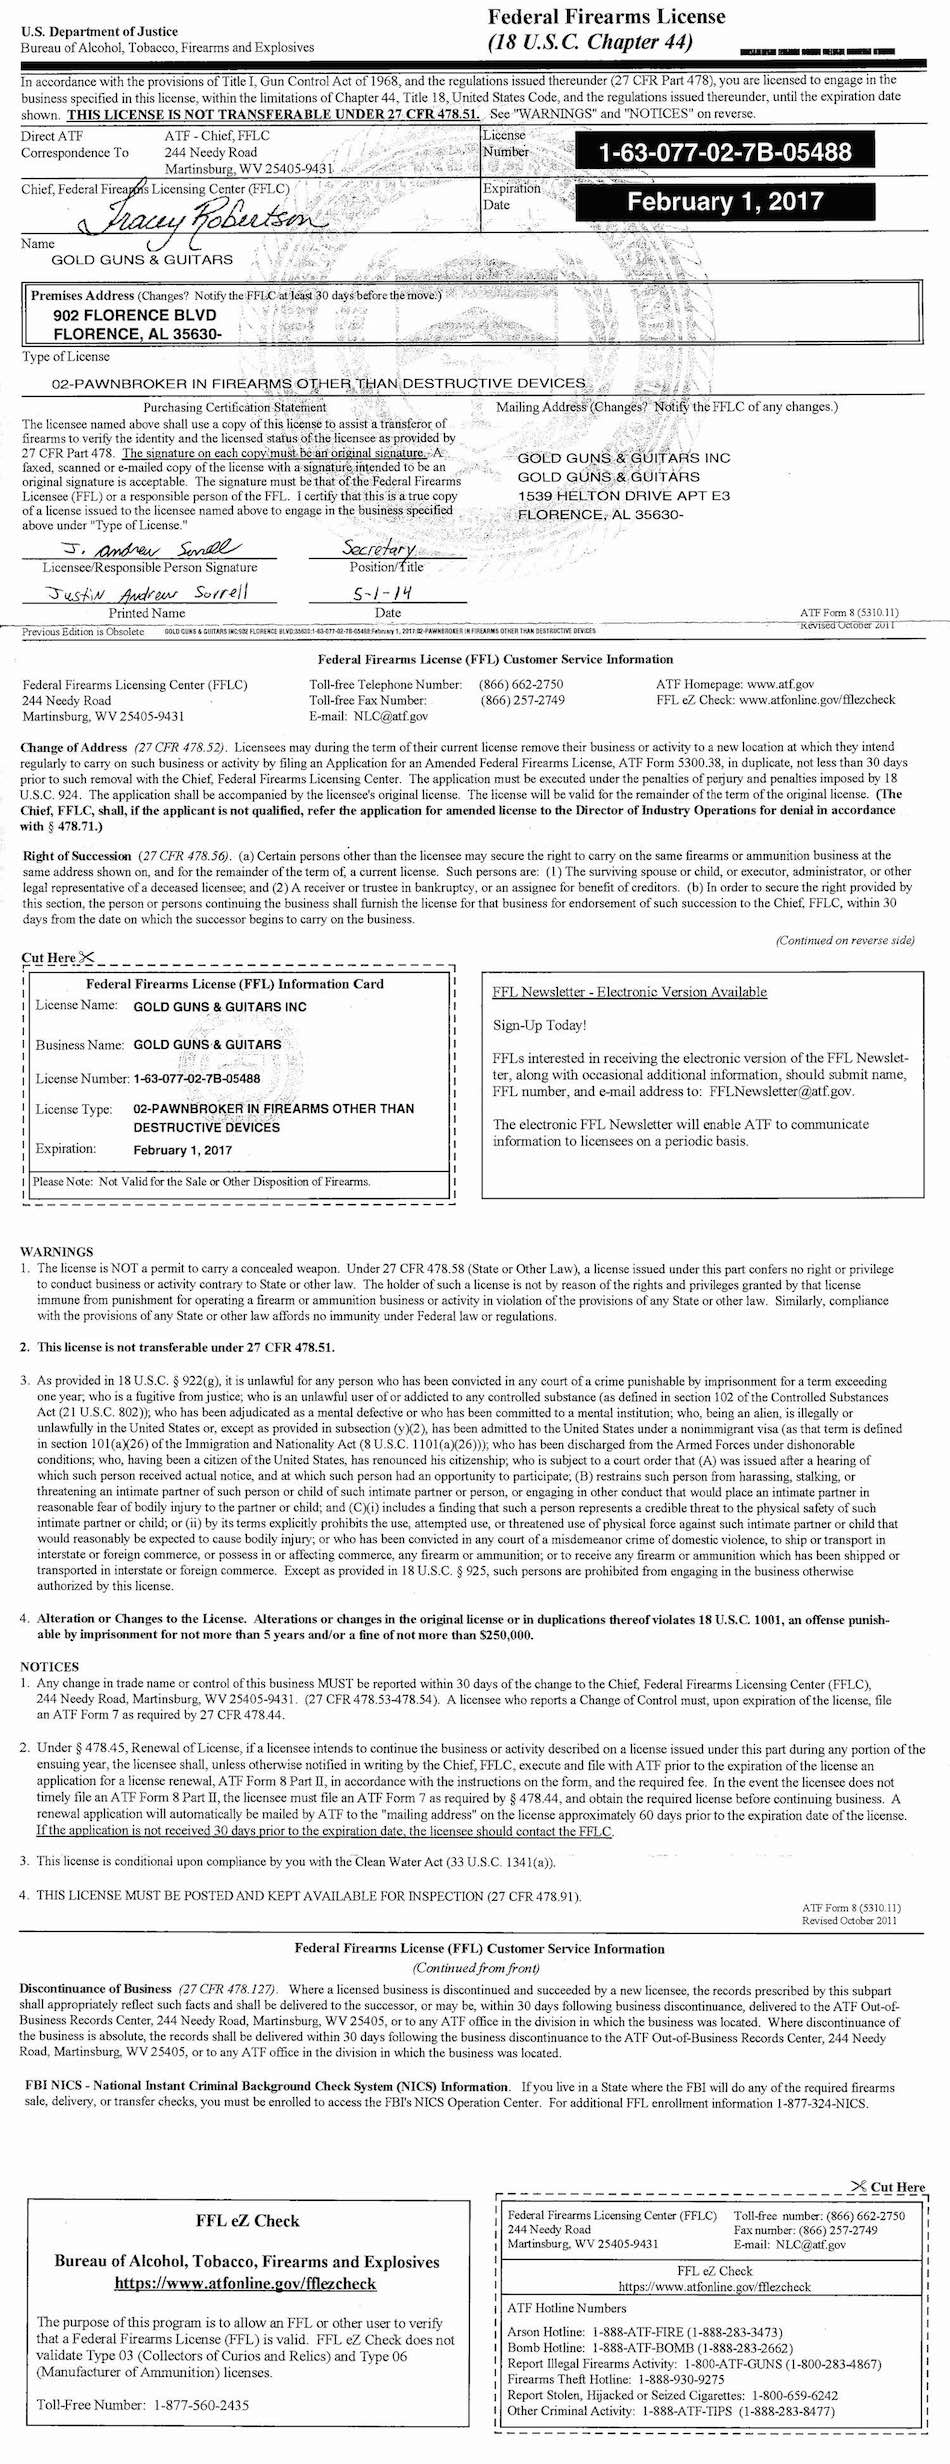 U.S. Department of Justice
Bureau of Alcohol, Tobacco, Firearms and Explosives
Federal Firearms License
(18 U.S.C. Chapter 44)
In accordance with the provisions of Title I, Gun Control Act of 1968, and the regulations issued thereunder (27 CFR Part 478), you are licensed to engage in the
business specified in this license, within the limitations of Chapter 44, Title 18, United States Code, and the regulations issued thereunder, until the expiration date
shown. THIS LICENSE IS NOT TRANSFERABLE UNDER 27 CFR 478.51. See "WARNINGS" and "NOTICES" on reverse.
Direct ATF
Correspondence To
ATF - Chief, FFLC
244 Needy Road
Martinsburg, WV 25405-9431
License
Number
1-63-077-02-7B-05488
Chief, Federal Firearms Licensing Center (FFLC)
Tracey Robertson
Expiration
Date
February 1, 2017
Name
GOLD GUNS & GUITARS
Premises Address (Changes? Notify the FFLC at least 30 days before the move.)
902 FLORENCE BLVD
FLORENCE, AL 35630-
Type of License
02-PAWNBROKER IN FIREARMS OTHER THAN DESTRUCTIVE DEVICES
Purchasing Certification Statement
The licensee named above shall use a copy of this license to assist a transferor of
firearms to verify the identity and the licensed status of the licensee as provided by
27 CFR Part 478. The signature on each copy must be an original signature. A
faxed, scanned or e-mailed copy of the license with a signature intended to be an
original signature is acceptable. The signature must be that of the Federal Firearms
Licensee (FFL) or a responsible person of the FFL. I certify that this is a true copy
of a license issued to the licensee named above to engage in the business specified
above under "Type of License."
Mailing Address (Changes? Notify the FFLC of any changes.)
GOLD GUNS & GUITARS INC
GOLD GUNS & GUITARS
1539 HELTON DRIVE APT E3
FLORENCE, AL 35630-
J. Andrew Sorrell
Secretary
Licensee/Responsible Person Signature
Position/Title
Justin Andrew Sorrell
5-1-14
Printed Name
Date
ATF Form 8 (5310.11)
Revised October 2011
Previous Edition is Obsolete
GOLD GUNS & GUITARS INC:902 FLORENCE BLVD:35630:1-63-077-02-7B-05488:February 1, 2017:02-PAWNBROKER IN FIREARMS OTHER THAN DESTRUCTIVE DEVICES
Federal Firearms License (FFL) Customer Service Information
Federal Firearms Licensing Center (FFLC)
244 Needy Road
Martinsburg, WV 25405-9431
Toll-free Telephone Number: (866) 662-2750
Toll-free Fax Number: (866) 257-2749
E-mail: NLC@atf.gov
ATF Homepage: www.atf.gov
FFL eZ Check: www.atfonline.gov/fflezcheck
Change of Address (27 CFR 478.52). Licensees may during the term of their current license remove their business or activity to a new location at which they intend
regularly to carry on such business or activity by filing an Application for an Amended Federal Firearms License, ATF Form 5300.38, in duplicate, not less than 30 days
prior to such removal with the Chief, Federal Firearms Licensing Center. The application must be executed under the penalties of perjury and penalties imposed by 18
U.S.C. 924. The application shall be accompanied by the licensee's original license. The license will be valid for the remainder of the term of the original license. (The
Chief, FFLC, shall, if the applicant is not qualified, refer the application for amended license to the Director of Industry Operations for denial in accordance
with § 478.71.)
Right of Succession (27 CFR 478.56). (a) Certain persons other than the licensee may secure the right to carry on the same firearms or ammunition business at the
same address shown on, and for the remainder of the term of, a current license. Such persons are: (1) The surviving spouse or child, or executor, administrator, or other
legal representative of a deceased licensee; and (2) A receiver or trustee in bankruptcy, or an assignee for benefit of creditors. (b) In order to secure the right provided by
this section, the person or persons continuing the business shall furnish the license for that business for endorsement of such succession to the Chief, FFLC, within 30
days from the date on which the successor begins to carry on the business.
(Continued on reverse side)
Cut Here
Federal Firearms License (FFL) Information Card
License Name: GOLD GUNS & GUITARS INC
Business Name: GOLD GUNS & GUITARS
License Number: 1-63-077-02-7B-05488
License Type: 02-PAWNBROKER IN FIREARMS OTHER THAN
DESTRUCTIVE DEVICES
Expiration: February 1, 2017
Please Note: Not Valid for the Sale or Other Disposition of Firearms.
FFL Newsletter - Electronic Version Available
Sign-Up Today!
FFLs interested in receiving the electronic version of the FFL Newslet-
ter, along with occasional additional information, should submit name,
FFL number, and e-mail address to: FFLNewsletter@atf.gov.
The electronic FFL Newsletter will enable ATF to communicate
information to licensees on a periodic basis.
WARNINGS
1. The license is NOT a permit to carry a concealed weapon. Under 27 CFR 478.58 (State or Other Law), a license issued under this part confers no right or privilege
to conduct business or activity contrary to State or other law. The holder of such a license is not by reason of the rights and privileges granted by that license
immune from punishment for operating a firearm or ammunition business or activity in violation of the provisions of any State or other law. Similarly, compliance
with the provisions of any State or other law affords no immunity under Federal law or regulations.
2. This license is not transferable under 27 CFR 478.51.
3. As provided in 18 U.S.C. § 922(g), it is unlawful for any person who has been convicted in any court of a crime punishable by imprisonment for a term exceeding
one year; who is a fugitive from justice; who is an unlawful user of or addicted to any controlled substance (as defined in section 102 of the Controlled Substances
Act (21 U.S.C. 802)); who has been adjudicated as a mental defective or who has been committed to a mental institution; who, being an alien, is illegally or
unlawfully in the United States or, except as provided in subsection (y)(2), has been admitted to the United States under a nonimmigrant visa (as that term is defined
in section 101(a)(26) of the Immigration and Nationality Act (8 U.S.C. 1101(a)(26))); who has been discharged from the Armed Forces under dishonorable
conditions; who, having been a citizen of the United States, has renounced his citizenship; who is subject to a court order that (A) was issued after a hearing of
which such person received actual notice, and at which such person had an opportunity to participate; (B) restrains such person from harassing, stalking, or
threatening an intimate partner of such person or child of such intimate partner or person, or engaging in other conduct that would place an intimate partner in
reasonable fear of bodily injury to the partner or child; and (C)(i) includes a finding that such a person represents a credible threat to the physical safety of such
intimate partner or child; or (ii) by its terms explicitly prohibits the use, attempted use, or threatened use of physical force against such intimate partner or child that
would reasonably be expected to cause bodily injury; or who has been convicted in any court of a misdemeanor crime of domestic violence, to ship or transport in
interstate or foreign commerce, or possess in or affecting commerce, any firearm or ammunition; or to receive any firearm or ammunition which has been shipped or
transported in interstate or foreign commerce. Except as provided in 18 U.S.C. § 925, such persons are prohibited from engaging in the business otherwise
authorized by this license.
4. Alteration or Changes to the License. Alterations or changes in the original license or in duplications thereof violates 18 U.S.C. 1001, an offense punish-
able by imprisonment for not more than 5 years and/or a fine of not more than $250,000.
NOTICES
1. Any change in trade name or control of this business MUST be reported within 30 days of the change to the Chief, Federal Firearms Licensing Center (FFLC),
244 Needy Road, Martinsburg, WV 25405-9431. (27 CFR 478.53-478.54). A licensee who reports a Change of Control must, upon expiration of the license, file
an ATF Form 7 as required by 27 CFR 478.44.
2. Under § 478.45, Renewal of License, if a licensee intends to continue the business or activity described on a license issued under this part during any portion of the
ensuing year, the licensee shall, unless otherwise notified in writing by the Chief, FFLC, execute and file with ATF prior to the expiration of the license an
application for a license renewal, ATF Form 8 Part II, in accordance with the instructions on the form, and the required fee. In the event the licensee does not
timely file an ATF Form 8 Part II, the licensee must file an ATF Form 7 as required by § 478.44, and obtain the required license before continuing business. A
renewal application will automatically be mailed by ATF to the "mailing address" on the license approximately 60 days prior to the expiration date of the license.
If the application is not received 30 days prior to the expiration date, the licensee should contact the FFLC.
3. This license is conditional upon compliance by you with the Clean Water Act (33 U.S.C. 1341(a)).
4. THIS LICENSE MUST BE POSTED AND KEPT AVAILABLE FOR INSPECTION (27 CFR 478.91).
ATF Form 8 (5310.11)
Revised October 2011
Federal Firearms License (FFL) Customer Service Information
(Continued from front)
Discontinuance of Business (27 CFR 478.127). Where a licensed business is discontinued and succeeded by a new licensee, the records prescribed by this subpart
shall appropriately reflect such facts and shall be delivered to the successor, or may be, within 30 days following business discontinuance, delivered to the ATF Out-of-
Business Records Center, 244 Needy Road, Martinsburg, WV 25405, or to any ATF office in the division in which the business was located. Where discontinuance of
the business is absolute, the records shall be delivered within 30 days following the business discontinuance to the ATF Out-of-Business Records Center, 244 Needy
Road, Martinsburg, WV 25405, or to any ATF office in the division in which the business was located.
FBI NICS - National Instant Criminal Background Check System (NICS) Information. If you live in a State where the FBI will do any of the required firearms
sale, delivery, or transfer checks, you must be enrolled to access the FBI's NICS Operation Center. For additional FFL enrollment information 1-877-324-NICS.
FFL eZ Check
Bureau of Alcohol, Tobacco, Firearms and Explosives
https://www.atfonline.gov/fflezcheck
The purpose of this program is to allow an FFL or other user to verify
that a Federal Firearms License (FFL) is valid. FFL eZ Check does not
validate Type 03 (Collectors of Curios and Relics) and Type 06
(Manufacturer of Ammunition) licenses.
Toll-Free Number: 1-877-560-2435
Cut Here
Federal Firearms Licensing Center (FFLC)
244 Needy Road
Martinsburg, WV 25405-9431
Toll-free number: (866) 662-2750
Fax number: (866) 257-2749
E-mail: NLC@atf.gov
FFL eZ Check
https://www.atfonline.gov/fflezcheck
ATF Hotline Numbers
Arson Hotline: 1-888-ATF-FIRE (1-888-283-3473)
Bomb Hotline: 1-888-ATF-BOMB (1-888-283-2662)
Report Illegal Firearms Activity: 1-800-ATF-GUNS (1-800-283-4867)
Firearms Theft Hotline: 1-888-930-9275
Report Stolen, Hijacked or Seized Cigarettes: 1-800-659-6242
Other Criminal Activity: 1-888-ATF-TIPS (1-888-283-8477)